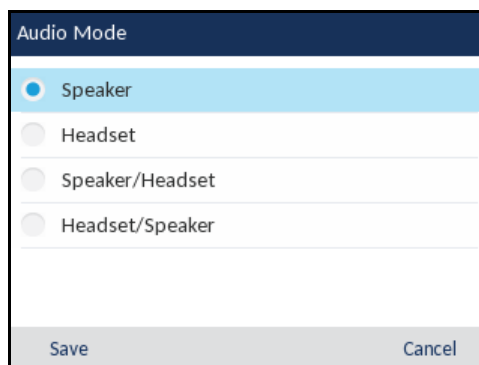 Audio Mode
Speaker
Headset
Speaker/Headset
Headset/Speaker
Save Cancel